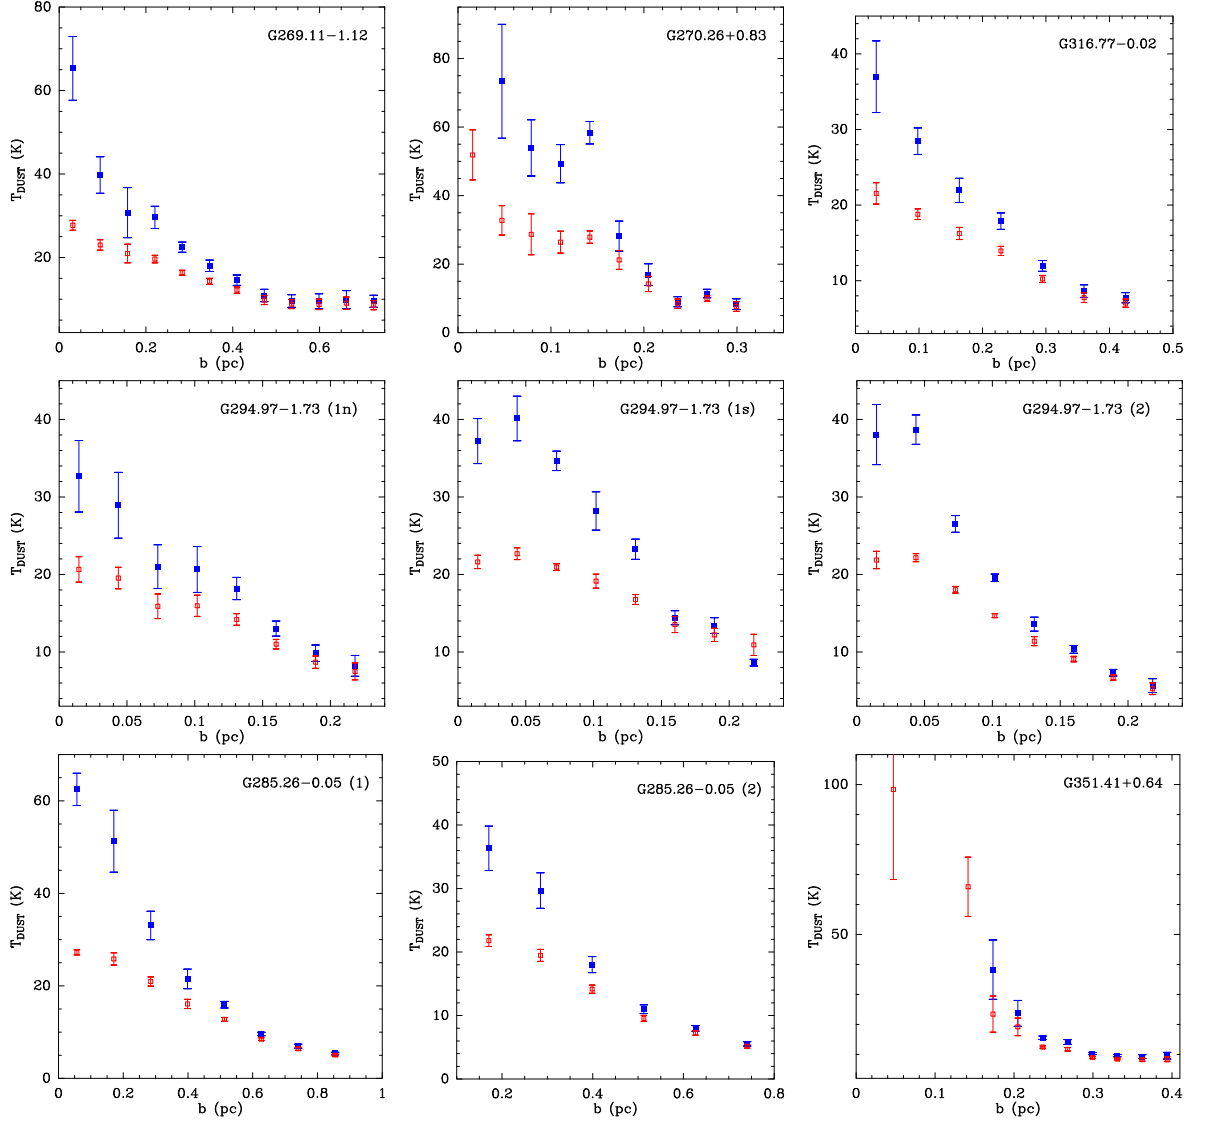 G269.11−1.12
T_DUST (K)
80
60
40
20
0 0.2 0.4 0.6
b (pc)
G270.26+0.83
T_DUST (K)
80
60
40
20
0
0 0.1 0.2 0.3
b (pc)
G316.77−0.02
T_DUST (K)
40
30
20
10
0 0.1 0.2 0.3 0.4 0.5
b (pc)
G294.97−1.73 (1n)
T_DUST (K)
40
30
20
10
0 0.05 0.1 0.15 0.2
b (pc)
G294.97−1.73 (1s)
T_DUST (K)
40
30
20
10
0 0.05 0.1 0.15 0.2
b (pc)
G294.97−1.73 (2)
T_DUST (K)
40
30
20
10
0 0.05 0.1 0.15 0.2
b (pc)
G285.26−0.05 (1)
T_DUST (K)
60
40
20
0
0 0.2 0.4 0.6 0.8 1
b (pc)
G285.26−0.05 (2)
T_DUST (K)
50
40
30
20
10
0
0.2 0.4 0.6 0.8
b (pc)
G351.41+0.64
T_DUST (K)
100
50
0 0.1 0.2 0.3 0.4
b (pc)